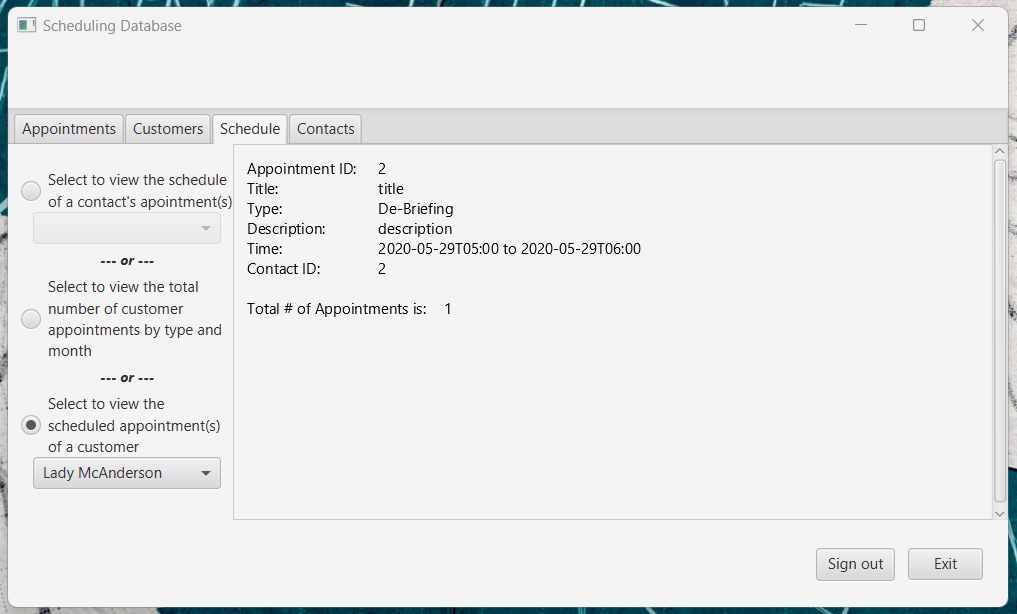 Scheduling Database
Appointments Customers Schedule Contacts
Select to view the schedule
of a contact's apointment(s)
--- or ---
Select to view the total
number of customer
appointments by type and
month
--- or ---
Select to view the
scheduled appointment(s)
of a customer
Lady McAnderson
Appointment ID: 2
Title: title
Type: De-Briefing
Description: description
Time: 2020-05-29T05:00 to 2020-05-29T06:00
Contact ID: 2
Total # of Appointments is: 1
Sign out Exit